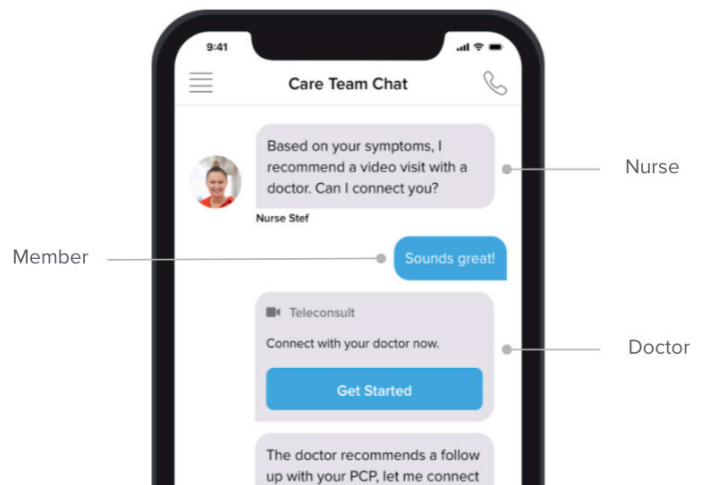 9:41
Care Team Chat
Based on your symptoms, I
recommend a video visit with a
doctor. Can I connect you?
Nurse
Nurse Stef
Member
Sounds great!
Teleconsult
Connect with your doctor now.
Doctor
Get Started
The doctor recommends a follow
up with your PCP, let me connect